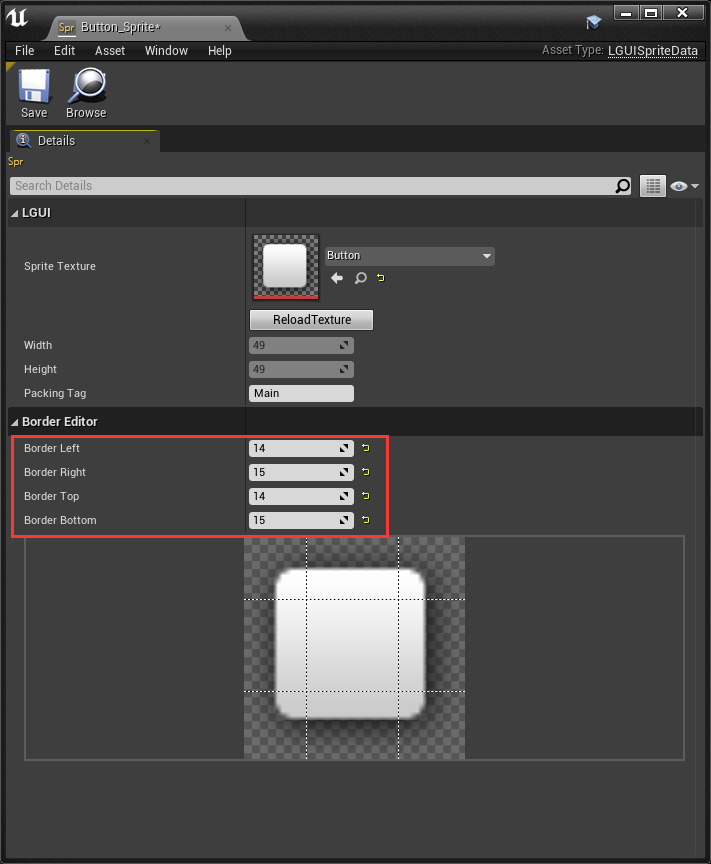 Spr Button_Sprite*
File Edit Asset Window Help Asset Type: LGUISpriteData
Save Browse
Details
Spr
Search Details
LGUI
Sprite Texture
Button
ReloadTexture
Width 49
Height 49
Packing Tag Main
Border Editor
Border Left 14
Border Right 15
Border Top 14
Border Bottom 15